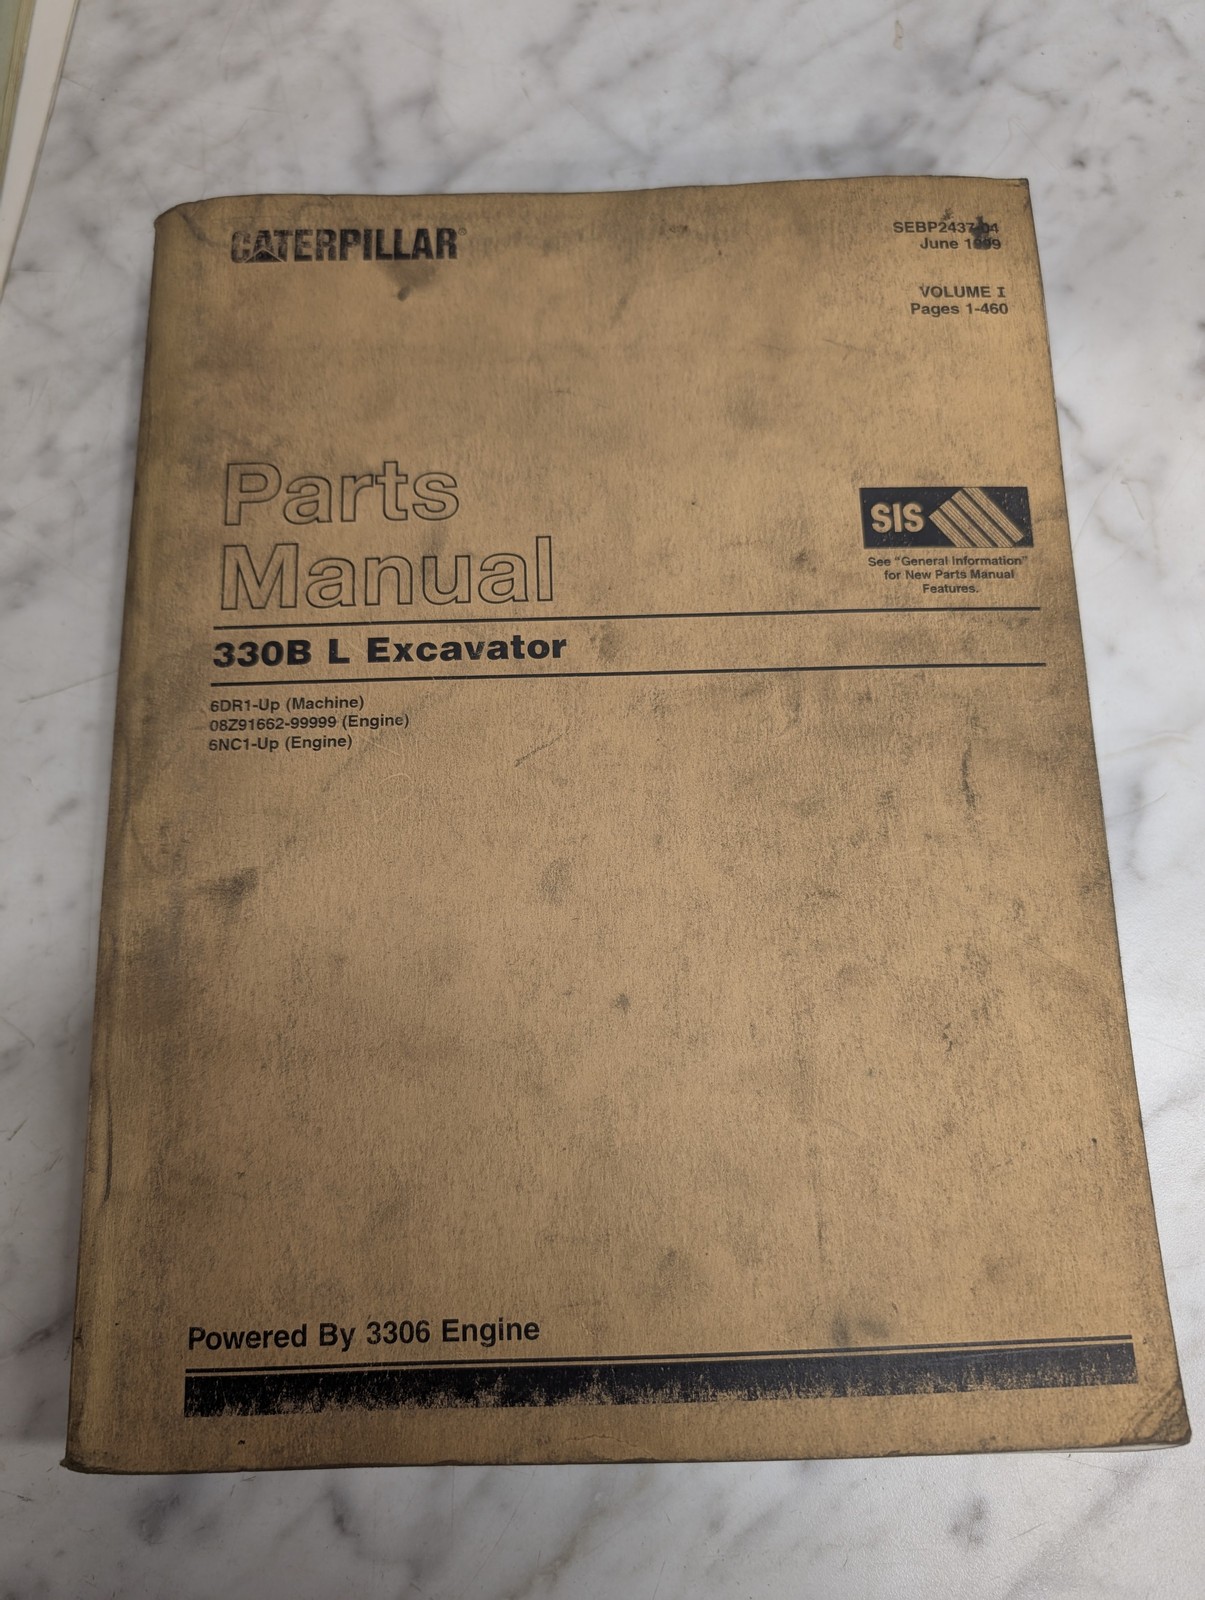 CATERPILLAR®
SEBP2437-04
June 1999
VOLUME I
Pages 1-460
Parts
Manual
SIS
See "General Information"
for New Parts Manual
Features.
330B L Excavator
6DR1-Up (Machine)
08Z91662-99999 (Engine)
6NC1-Up (Engine)
Powered By 3306 Engine